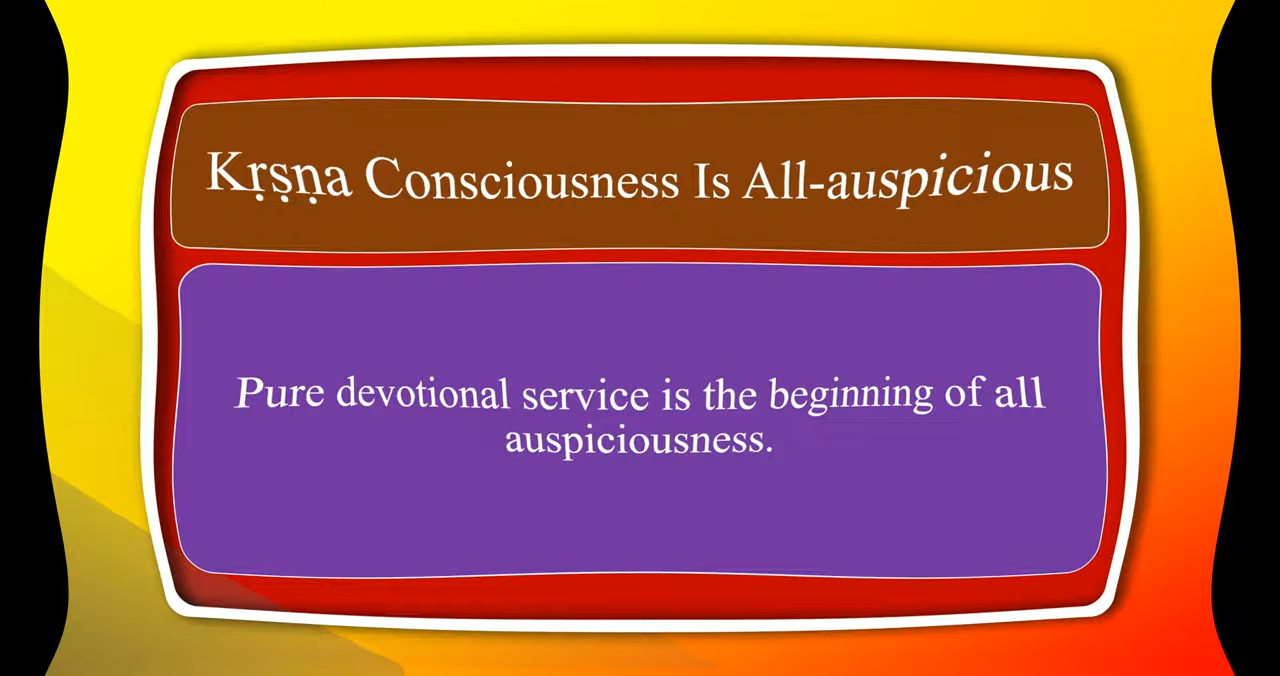 Kṛṣṇa Consciousness Is All-auspicious
Pure devotional service is the beginning of all
auspiciousness.